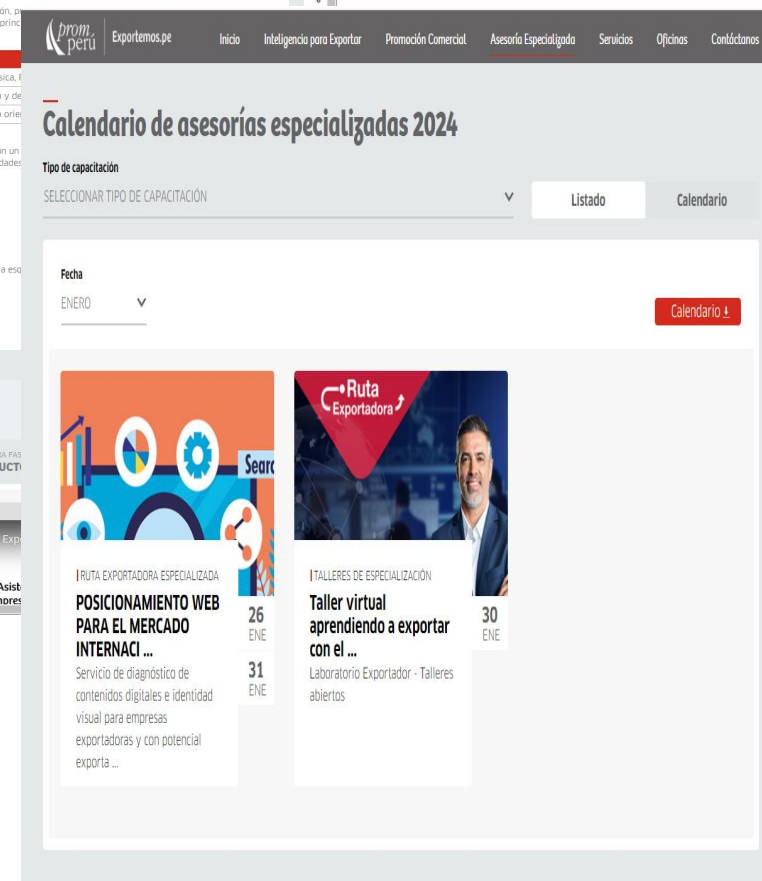 prom
perú
Exportemos.pe
Inicio
Inteligencia para Exportar
Promoción Comercial
Asesoría Especializada
Servicios
Oficinas
Contáctanos
Calendario de asesorías especializadas 2024
Tipo de capacitación
SELECCIONAR TIPO DE CAPACITACIÓN
Listado
Calendario
Fecha
ENERO
Calendario
Searc
RUTA EXPORTADORA ESPECIALIZADA
POSICIONAMIENTO WEB
PARA EL MERCADO
INTERNACI ...
Servicio de diagnóstico de
contenidos digitales e identidad
visual para empresas
exportadoras y con potencial
exporta ...
26
ENE
31
ENE
Ruta
Exportadora
TALLERES DE ESPECIALIZACIÓN
Taller virtual
aprendiendo a exportar
con el ...
Laboratorio Exportador - Talleres
abiertos
30
ENE